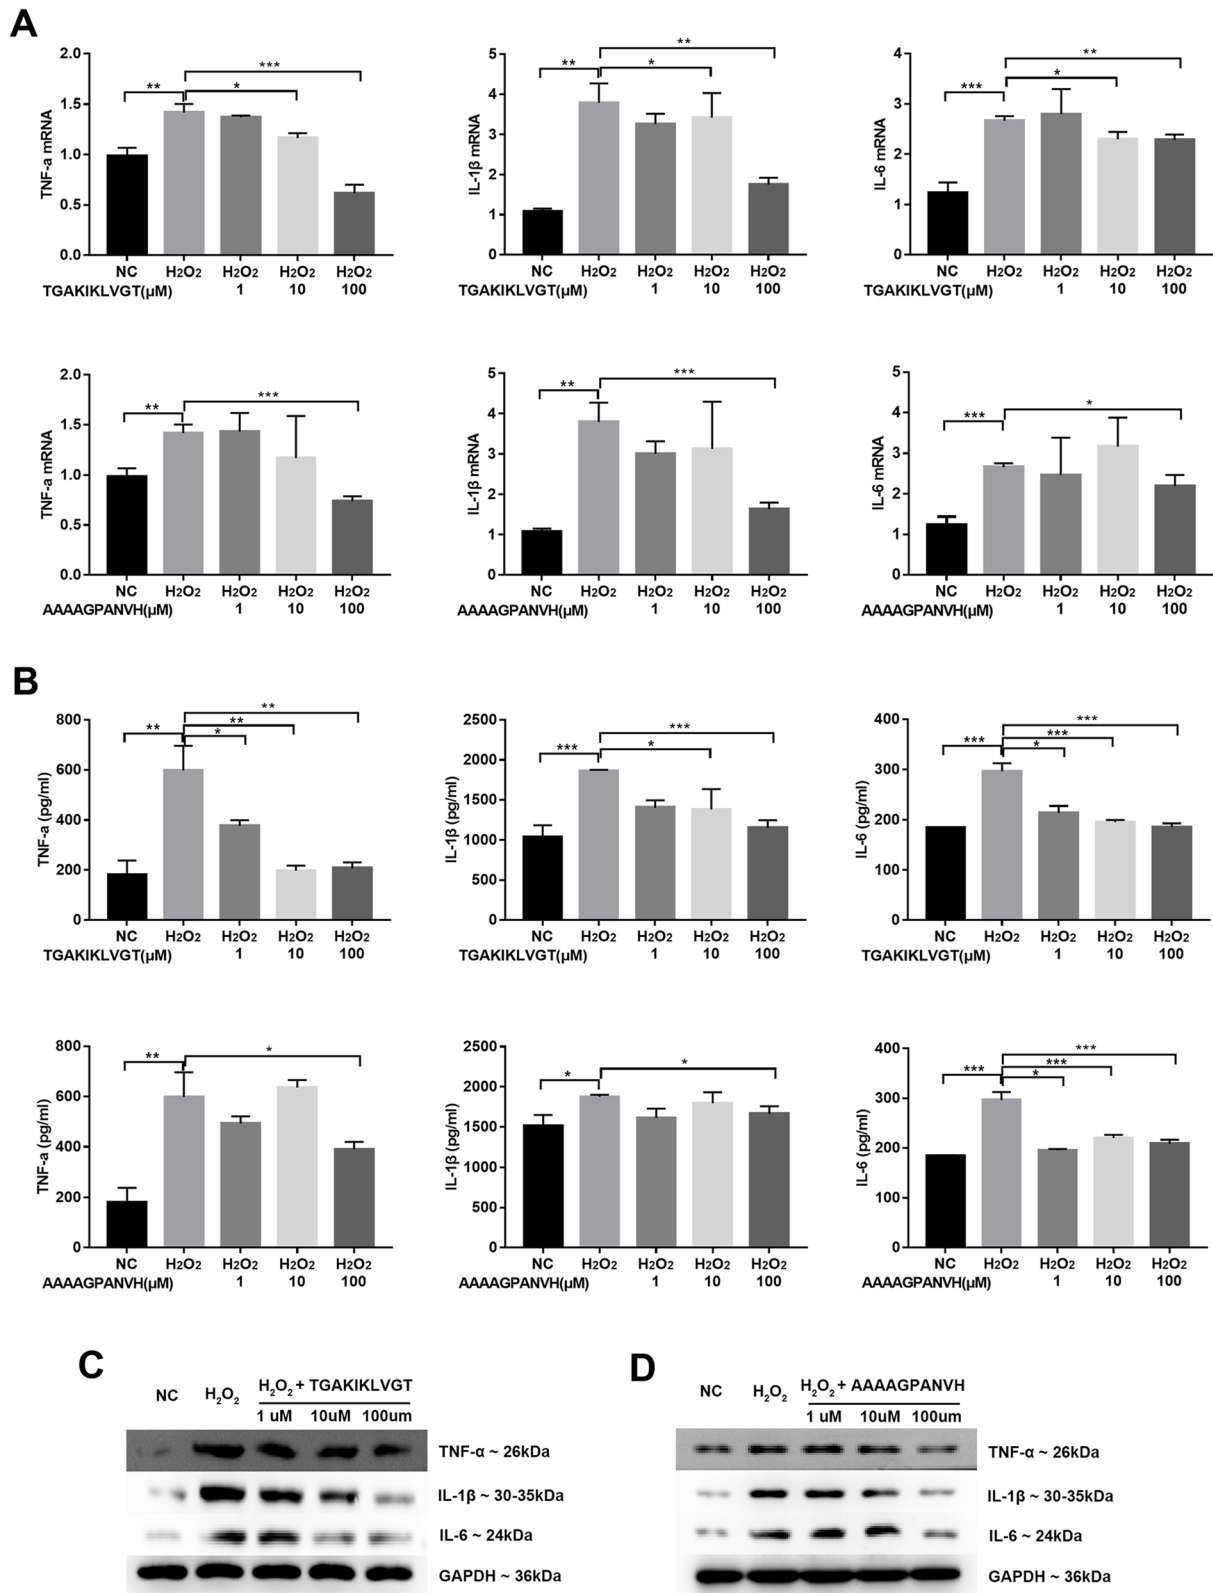 A
** * ***
TNF-a mRNA
2.0
1.5
1.0
0.5
0.0
NC H2O2 H2O2 H2O2 H2O2
TGAKIKLVGT(μM) 1 10 100
** * **
IL-1β mRNA
5
4
3
2
1
0
NC H2O2 H2O2 H2O2 H2O2
TGAKIKLVGT(μM) 1 10 100
*** * **
IL-6 mRNA
4
3
2
1
0
NC H2O2 H2O2 H2O2 H2O2
TGAKIKLVGT(μM) 1 10 100
** ***
TNF-a mRNA
2.0
1.5
1.0
0.5
0.0
NC H2O2 H2O2 H2O2 H2O2
AAAAGPANVH(μM) 1 10 100
** ***
IL-1β mRNA
5
4
3
2
1
0
NC H2O2 H2O2 H2O2 H2O2
AAAAGPANVH(μM) 1 10 100
*** *
IL-6 mRNA
5
4
3
2
1
0
NC H2O2 H2O2 H2O2 H2O2
AAAAGPANVH(μM) 1 10 100
B
** * ** **
TNF-a (pg/ml)
800
600
400
200
0
NC H2O2 H2O2 H2O2 H2O2
TGAKIKLVGT(μM) 1 10 100
*** * ***
IL-1β (pg/ml)
2500
2000
1500
1000
500
0
NC H2O2 H2O2 H2O2 H2O2
TGAKIKLVGT(μM) 1 10 100
*** * *** ***
IL-6 (pg/ml)
400
300
200
100
0
NC H2O2 H2O2 H2O2 H2O2
TGAKIKLVGT(μM) 1 10 100
** *
TNF-a (pg/ml)
800
600
400
200
0
NC H2O2 H2O2 H2O2 H2O2
AAAAGPANVH(μM) 1 10 100
* *
IL-1β (pg/ml)
2500
2000
1500
1000
500
0
NC H2O2 H2O2 H2O2 H2O2
AAAAGPANVH(μM) 1 10 100
*** * *** ***
IL-6 (pg/ml)
400
300
200
100
0
NC H2O2 H2O2 H2O2 H2O2
AAAAGPANVH(μM) 1 10 100
C
NC H2O2 H2O2 + TGAKIKLVGT
1 uM 10uM 100um
TNF-α ~ 26kDa
IL-1β ~ 30-35kDa
IL-6 ~ 24kDa
GAPDH ~ 36kDa
D
NC H2O2 H2O2 + AAAAGPANVH
1 uM 10uM 100um
TNF-α ~ 26kDa
IL-1β ~ 30-35kDa
IL-6 ~ 24kDa
GAPDH ~ 36kDa